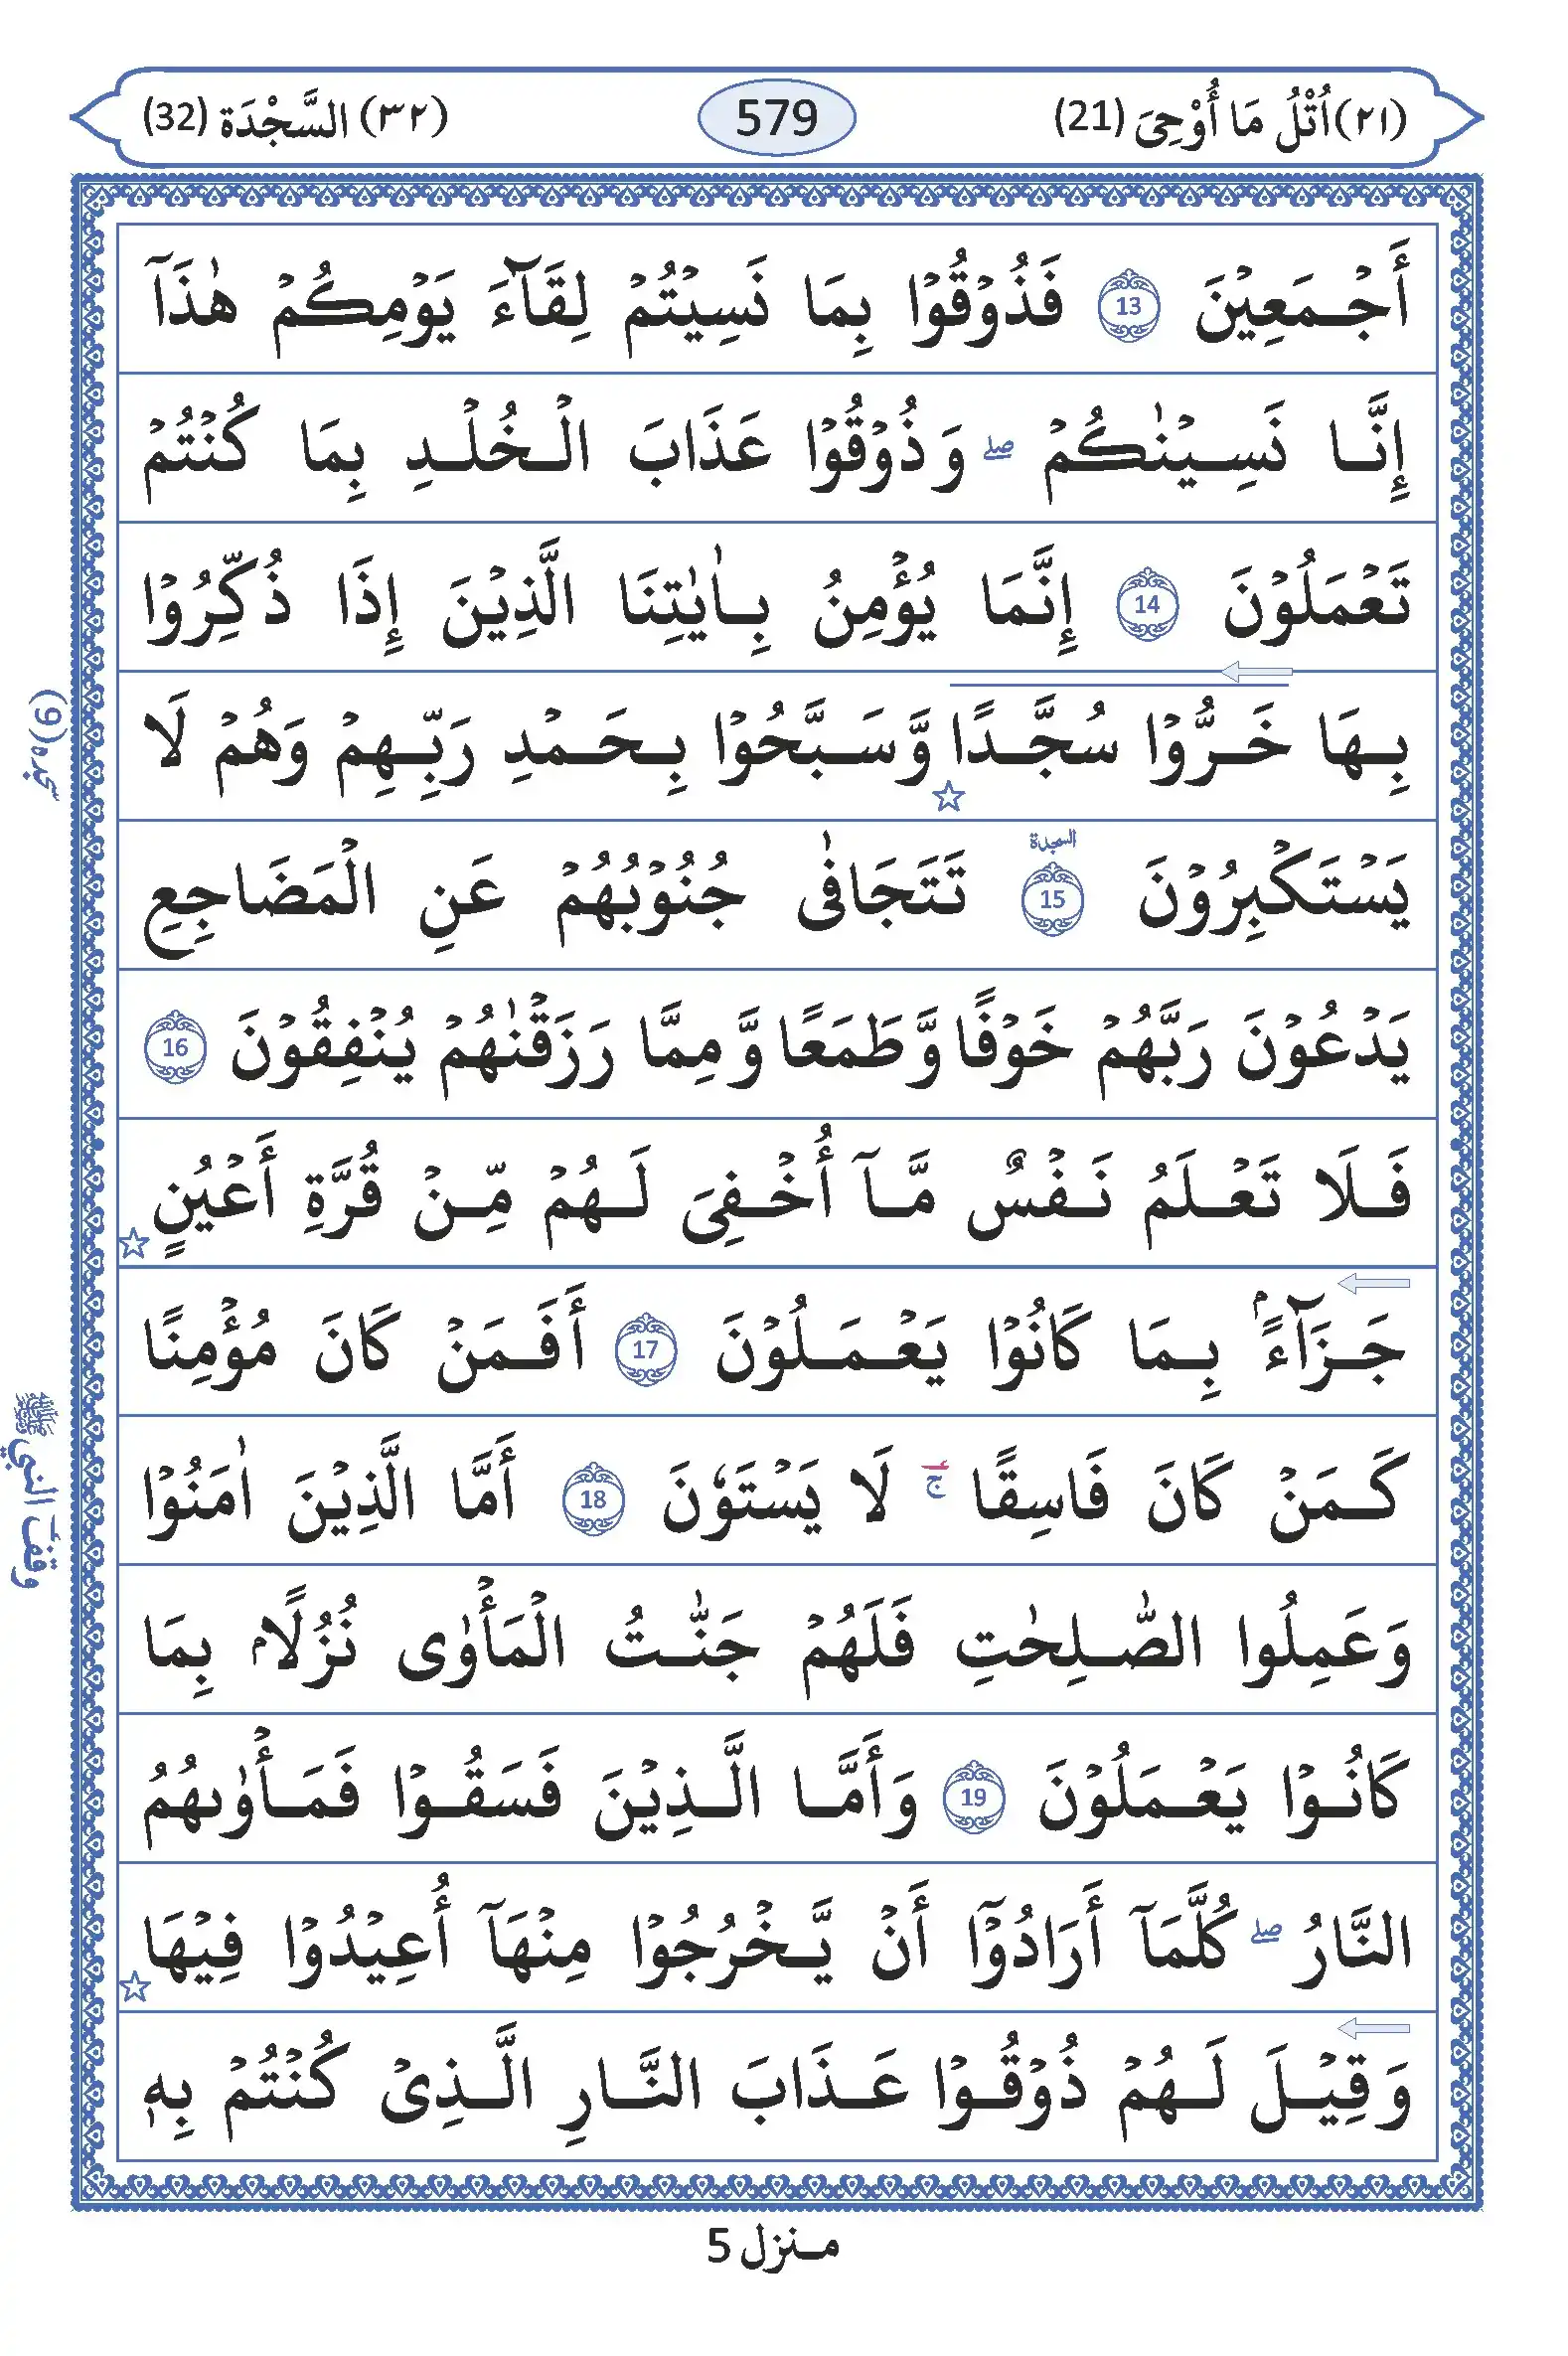 (٢١) اُتْلُ مَا أُوْحِىَ (21)
579
(٣٢) السَّجْدَة (32)
أَجْمَعِيْنَ 13 فَذُوْقُوْا بِمَا نَسِيْتُمْ لِقَآءَ يَوْمِكُمْ هٰذَآ
إِنَّا نَسِيْنٰكُمْ صلے وَذُوْقُوْا عَذَابَ الْخُلْدِ بِمَا كُنْتُمْ
تَعْمَلُوْنَ 14 إِنَّمَا يُؤْمِنُ بِاٰيٰتِنَا الَّذِيْنَ إِذَا ذُكِّرُوْا
بِهَا خَرُّوْا سُجَّدًا ☆ وَّسَبَّحُوْا بِحَمْدِ رَبِّهِمْ وَهُمْ لَا
سجدہ (9)
يَسْتَكْبِرُوْنَ 15 السجدة تَتَجَافٰى جُنُوْبُهُمْ عَنِ الْمَضَاجِعِ
يَدْعُوْنَ رَبَّهُمْ خَوْفًا وَّطَمَعًا وَّمِمَّا رَزَقْنٰهُمْ يُنْفِقُوْنَ 16
فَلَا تَعْلَمُ نَفْسٌ مَّآ أُخْفِىَ لَهُمْ مِّنْ قُرَّةِ أَعْيُنٍ ☆
جَزَآءًۢ بِمَا كَانُوْا يَعْمَلُوْنَ 17 أَفَمَنْ كَانَ مُؤْمِنًا
كَمَنْ كَانَ فَاسِقًا ج لَا يَسْتَوٗنَ 18 أَمَّا الَّذِيْنَ اٰمَنُوْا
وقف النبي ﷺ
وَعَمِلُوا الصّٰلِحٰتِ فَلَهُمْ جَنّٰتُ الْمَأْوٰى نُزُلًاۢ بِمَا
كَانُوْا يَعْمَلُوْنَ 19 وَأَمَّا الَّذِيْنَ فَسَقُوْا فَمَأْوٰىهُمُ
النَّارُ صلے كُلَّمَآ أَرَادُوْٓا أَنْ يَّخْرُجُوْا مِنْهَآ أُعِيْدُوْا فِيْهَا ☆
وَقِيْلَ لَهُمْ ذُوْقُوْا عَذَابَ النَّارِ الَّذِىْ كُنْتُمْ بِهٖ
منزل 5